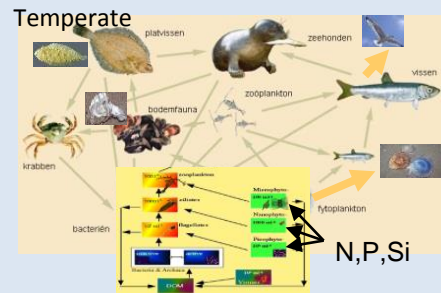 Temperate
platvissen
zeehonden
vissen
zoöplankton
bodemfauna
krabben
bacteriën
fytoplankton
N,P,Si
zooplankton
ciliates
flagellates
Microphyto-
Nanophyto-
Picophyto-
Bacteria & Archaea
DOM
Viruses